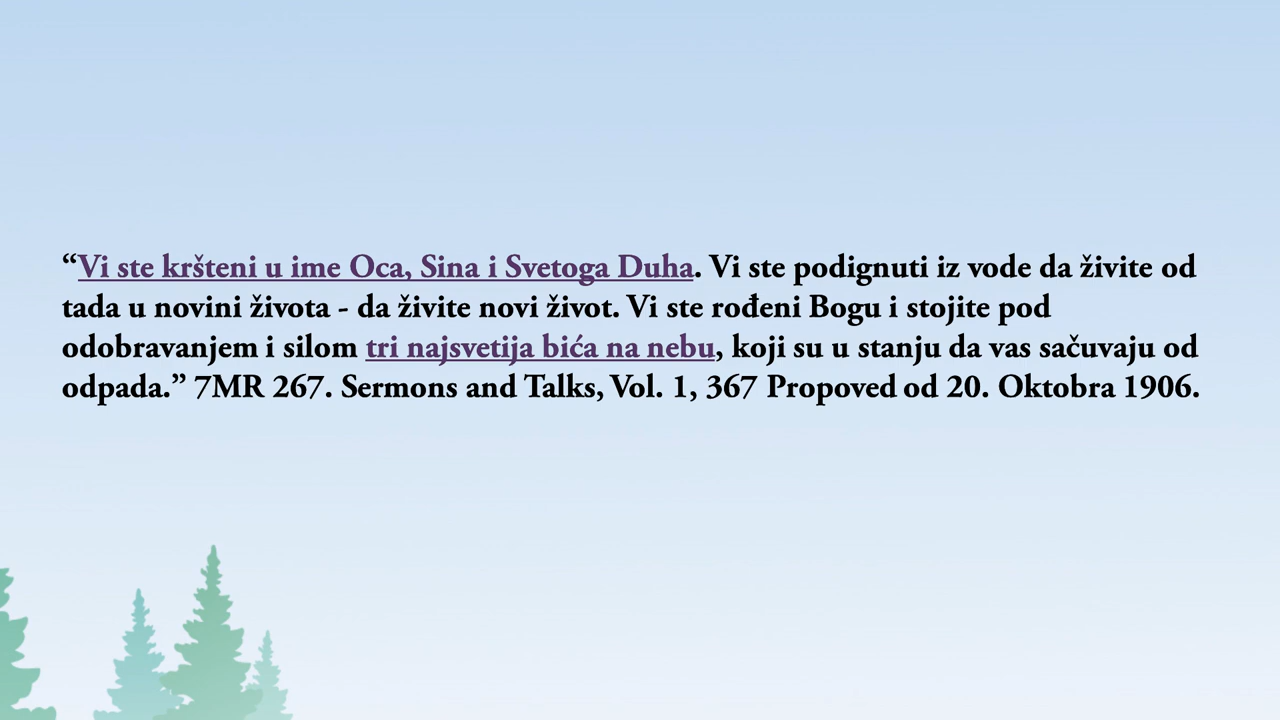 “Vi ste kršteni u ime Oca, Sina i Svetoga Duha. Vi ste podignuti iz vode da živite od
tada u novini života - da živite novi život. Vi ste rođeni Bogu i stojite pod
odobravanjem i silom tri najsvetija bića na nebu, koji su u stanju da vas sačuvaju od
odpada.” 7MR 267. Sermons and Talks, Vol. 1, 367 Propoved od 20. Oktobra 1906.